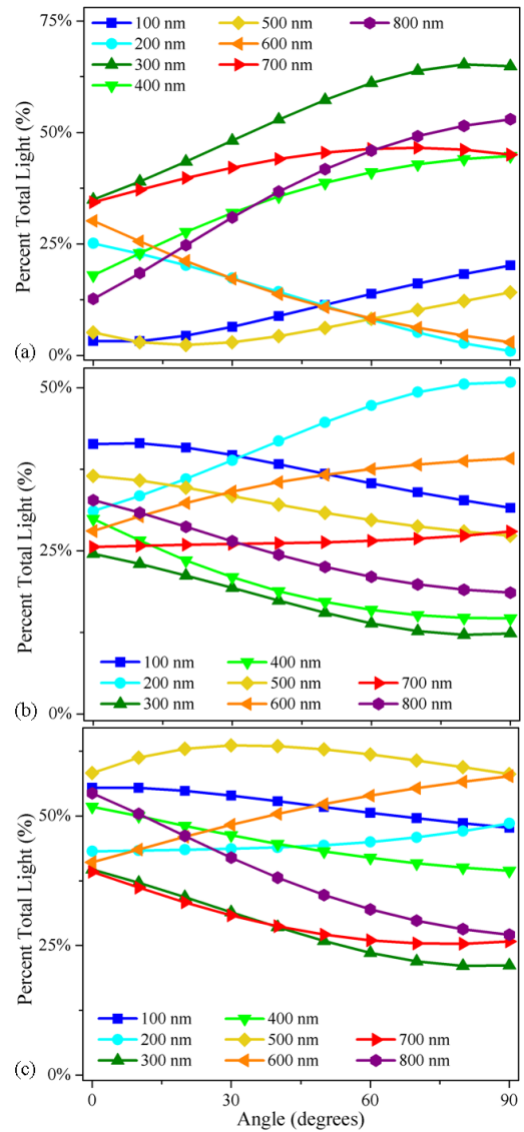 75%
100 nm 500 nm 800 nm
200 nm 600 nm
300 nm 700 nm
400 nm
50%
Percent Total Light (%)
25%
0%
(a)
50%
Percent Total Light (%)
25%
100 nm 400 nm
200 nm 500 nm 700 nm
300 nm 600 nm 800 nm
0%
(b)
50%
Percent Total Light (%)
25%
100 nm 400 nm
200 nm 500 nm 700 nm
300 nm 600 nm 800 nm
0%
(c)
0 30 60 90
Angle (degrees)